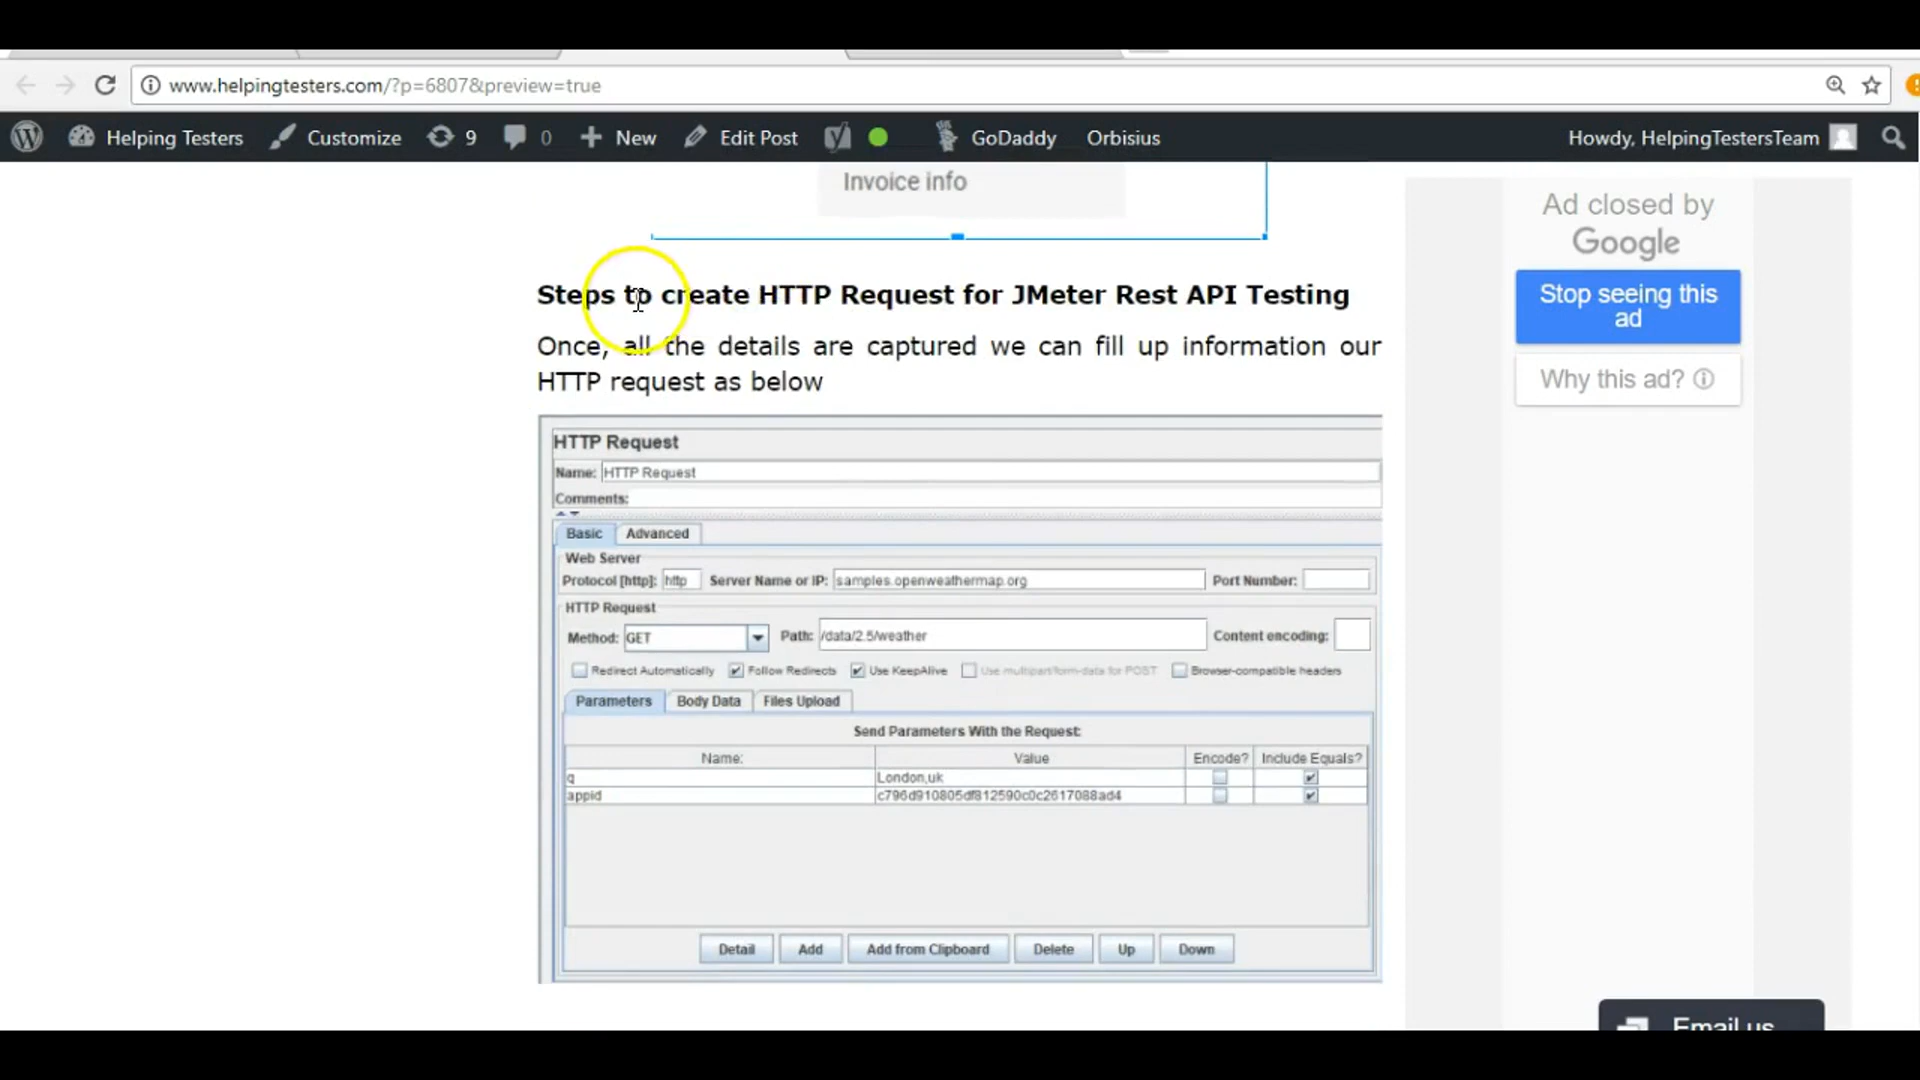 www.helpingtesters.com/?p=6807&preview=true
Helping Testers Customize 9 0 New Edit Post GoDaddy Orbisius Howdy, HelpingTestersTeam
Invoice info
Ad closed by
Google
Stop seeing this
ad
Why this ad?
Steps to create HTTP Request for JMeter Rest API Testing
Once, all the details are captured we can fill up information our
HTTP request as below
HTTP Request
Name: HTTP Request
Comments:
Basic Advanced
Web Server
Protocol [http]: http Server Name or IP: samples.openweathermap.org Port Number:
HTTP Request
Method: GET Path: /data/2.5/weather Content encoding:
Redirect Automatically Follow Redirects Use KeepAlive Use multipart/form-data for POST Browser-compatible headers
Parameters Body Data Files Upload
Send Parameters With the Request:
Name: Value Encode? Include Equals?
q London,uk
appid c796d910805df812590c0c2617088ad4
Detail Add Add from Clipboard Delete Up Down
Email us